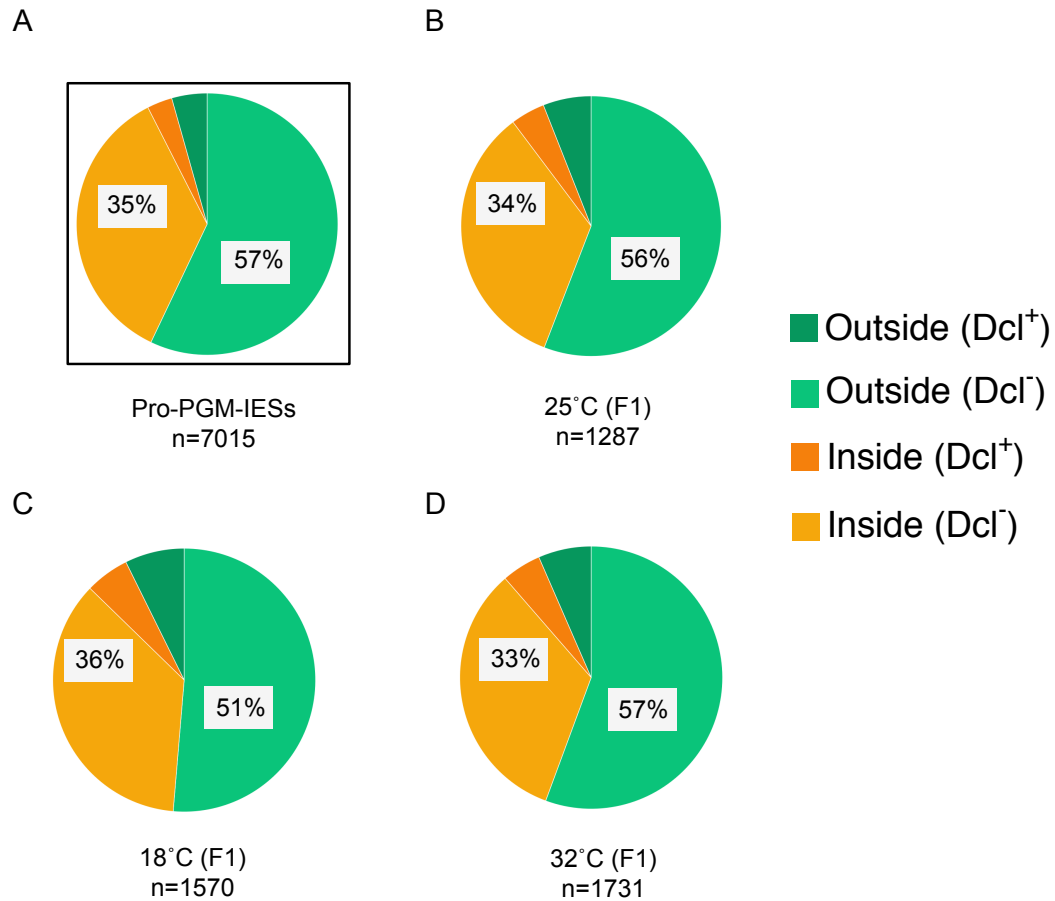 A
35%
57%
Pro-PGM-IESs
n=7015
B
34%
56%
25˚C (F1)
n=1287
Outside (Dcl⁺)
Outside (Dcl⁻)
Inside (Dcl⁺)
Inside (Dcl⁻)
C
36%
51%
18˚C (F1)
n=1570
D
33%
57%
32˚C (F1)
n=1731